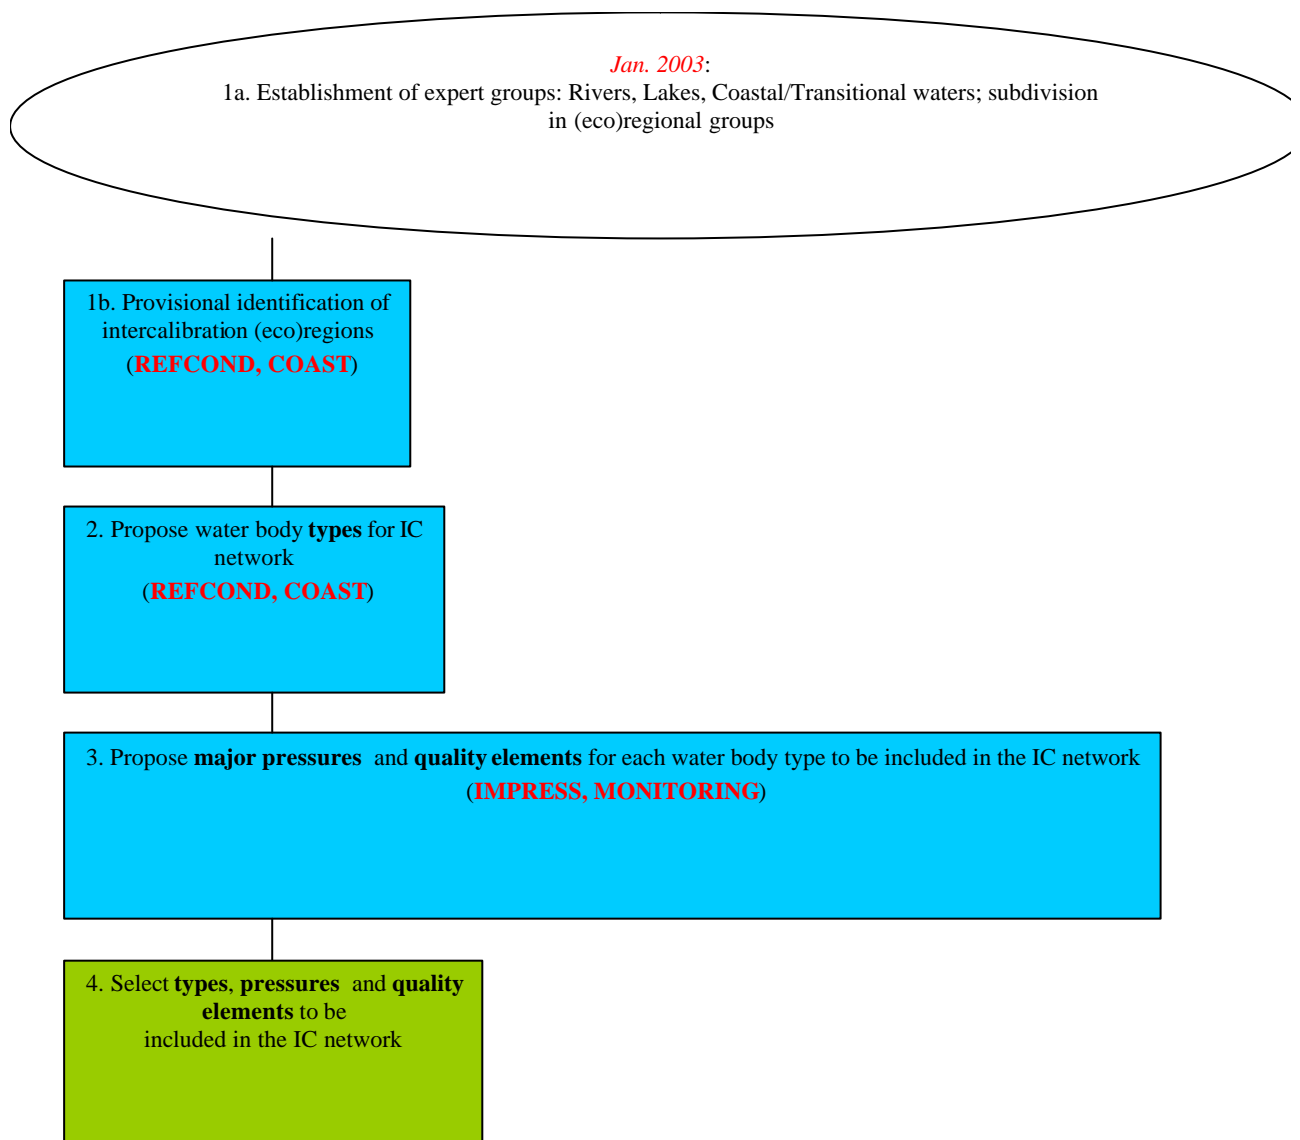 Jan. 2003:
1a. Establishment of expert groups: Rivers, Lakes, Coastal/Transitional waters; subdivision
in (eco)regional groups
1b. Provisional identification of
intercalibration (eco)regions
(REFCOND, COAST)
2. Propose water body types for IC
network
(REFCOND, COAST)
3. Propose major pressures and quality elements for each water body type to be included in the IC network
(IMPRESS, MONITORING)
4. Select types, pressures and quality
elements to be
included in the IC network